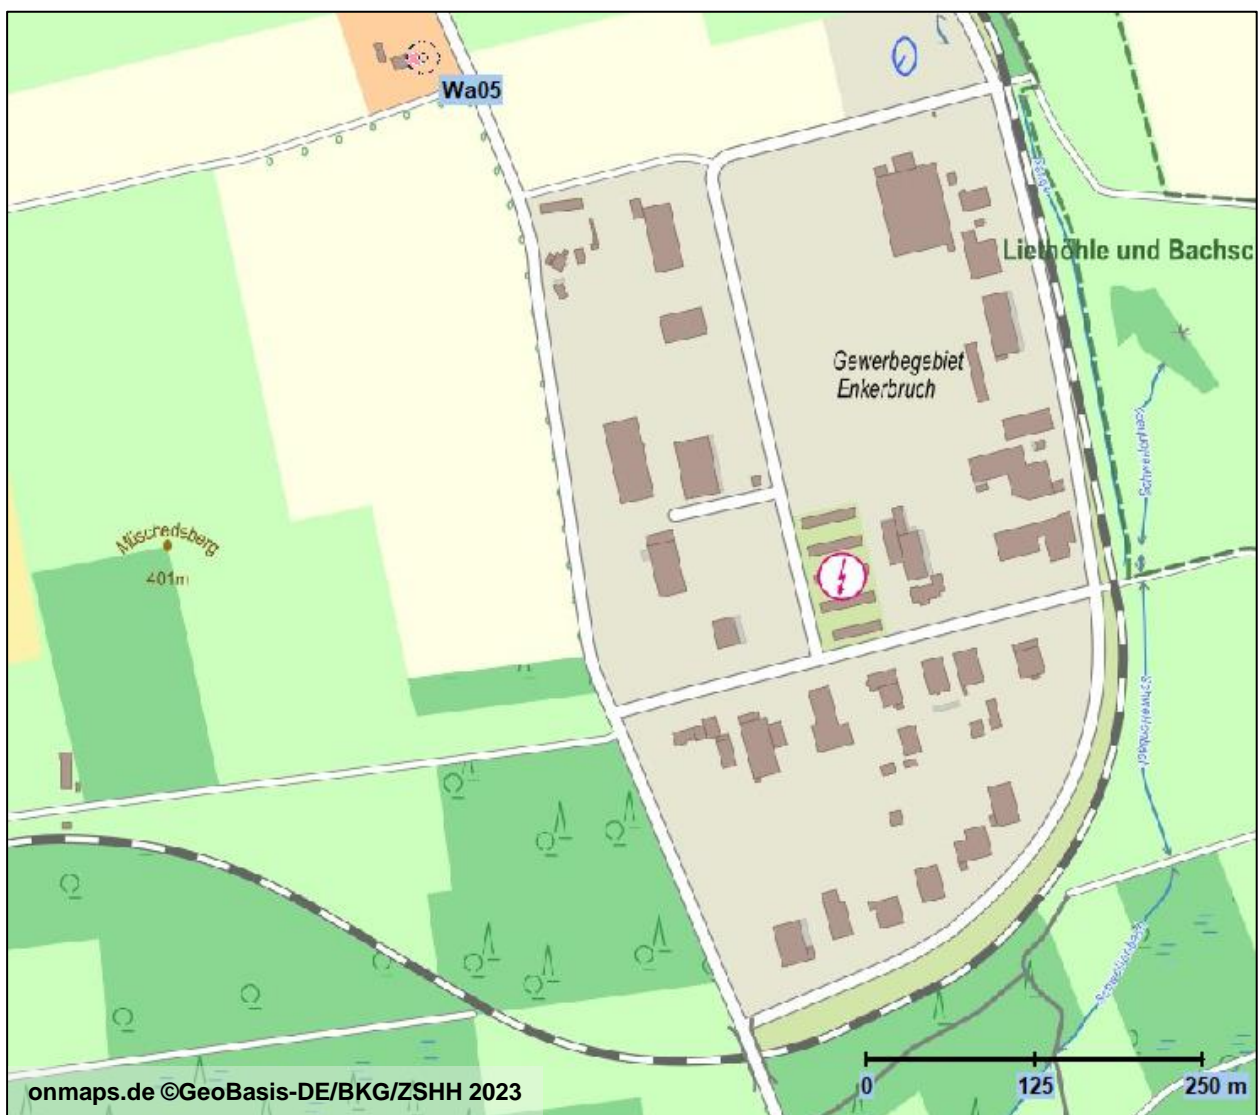 Wa05
Liethöhle und Bachsc
Gewerbegebiet
Enkerbruch
Müschedsberg
401m
0 125 250 m
onmaps.de ©GeoBasis-DE/BKG/ZSHH 2023